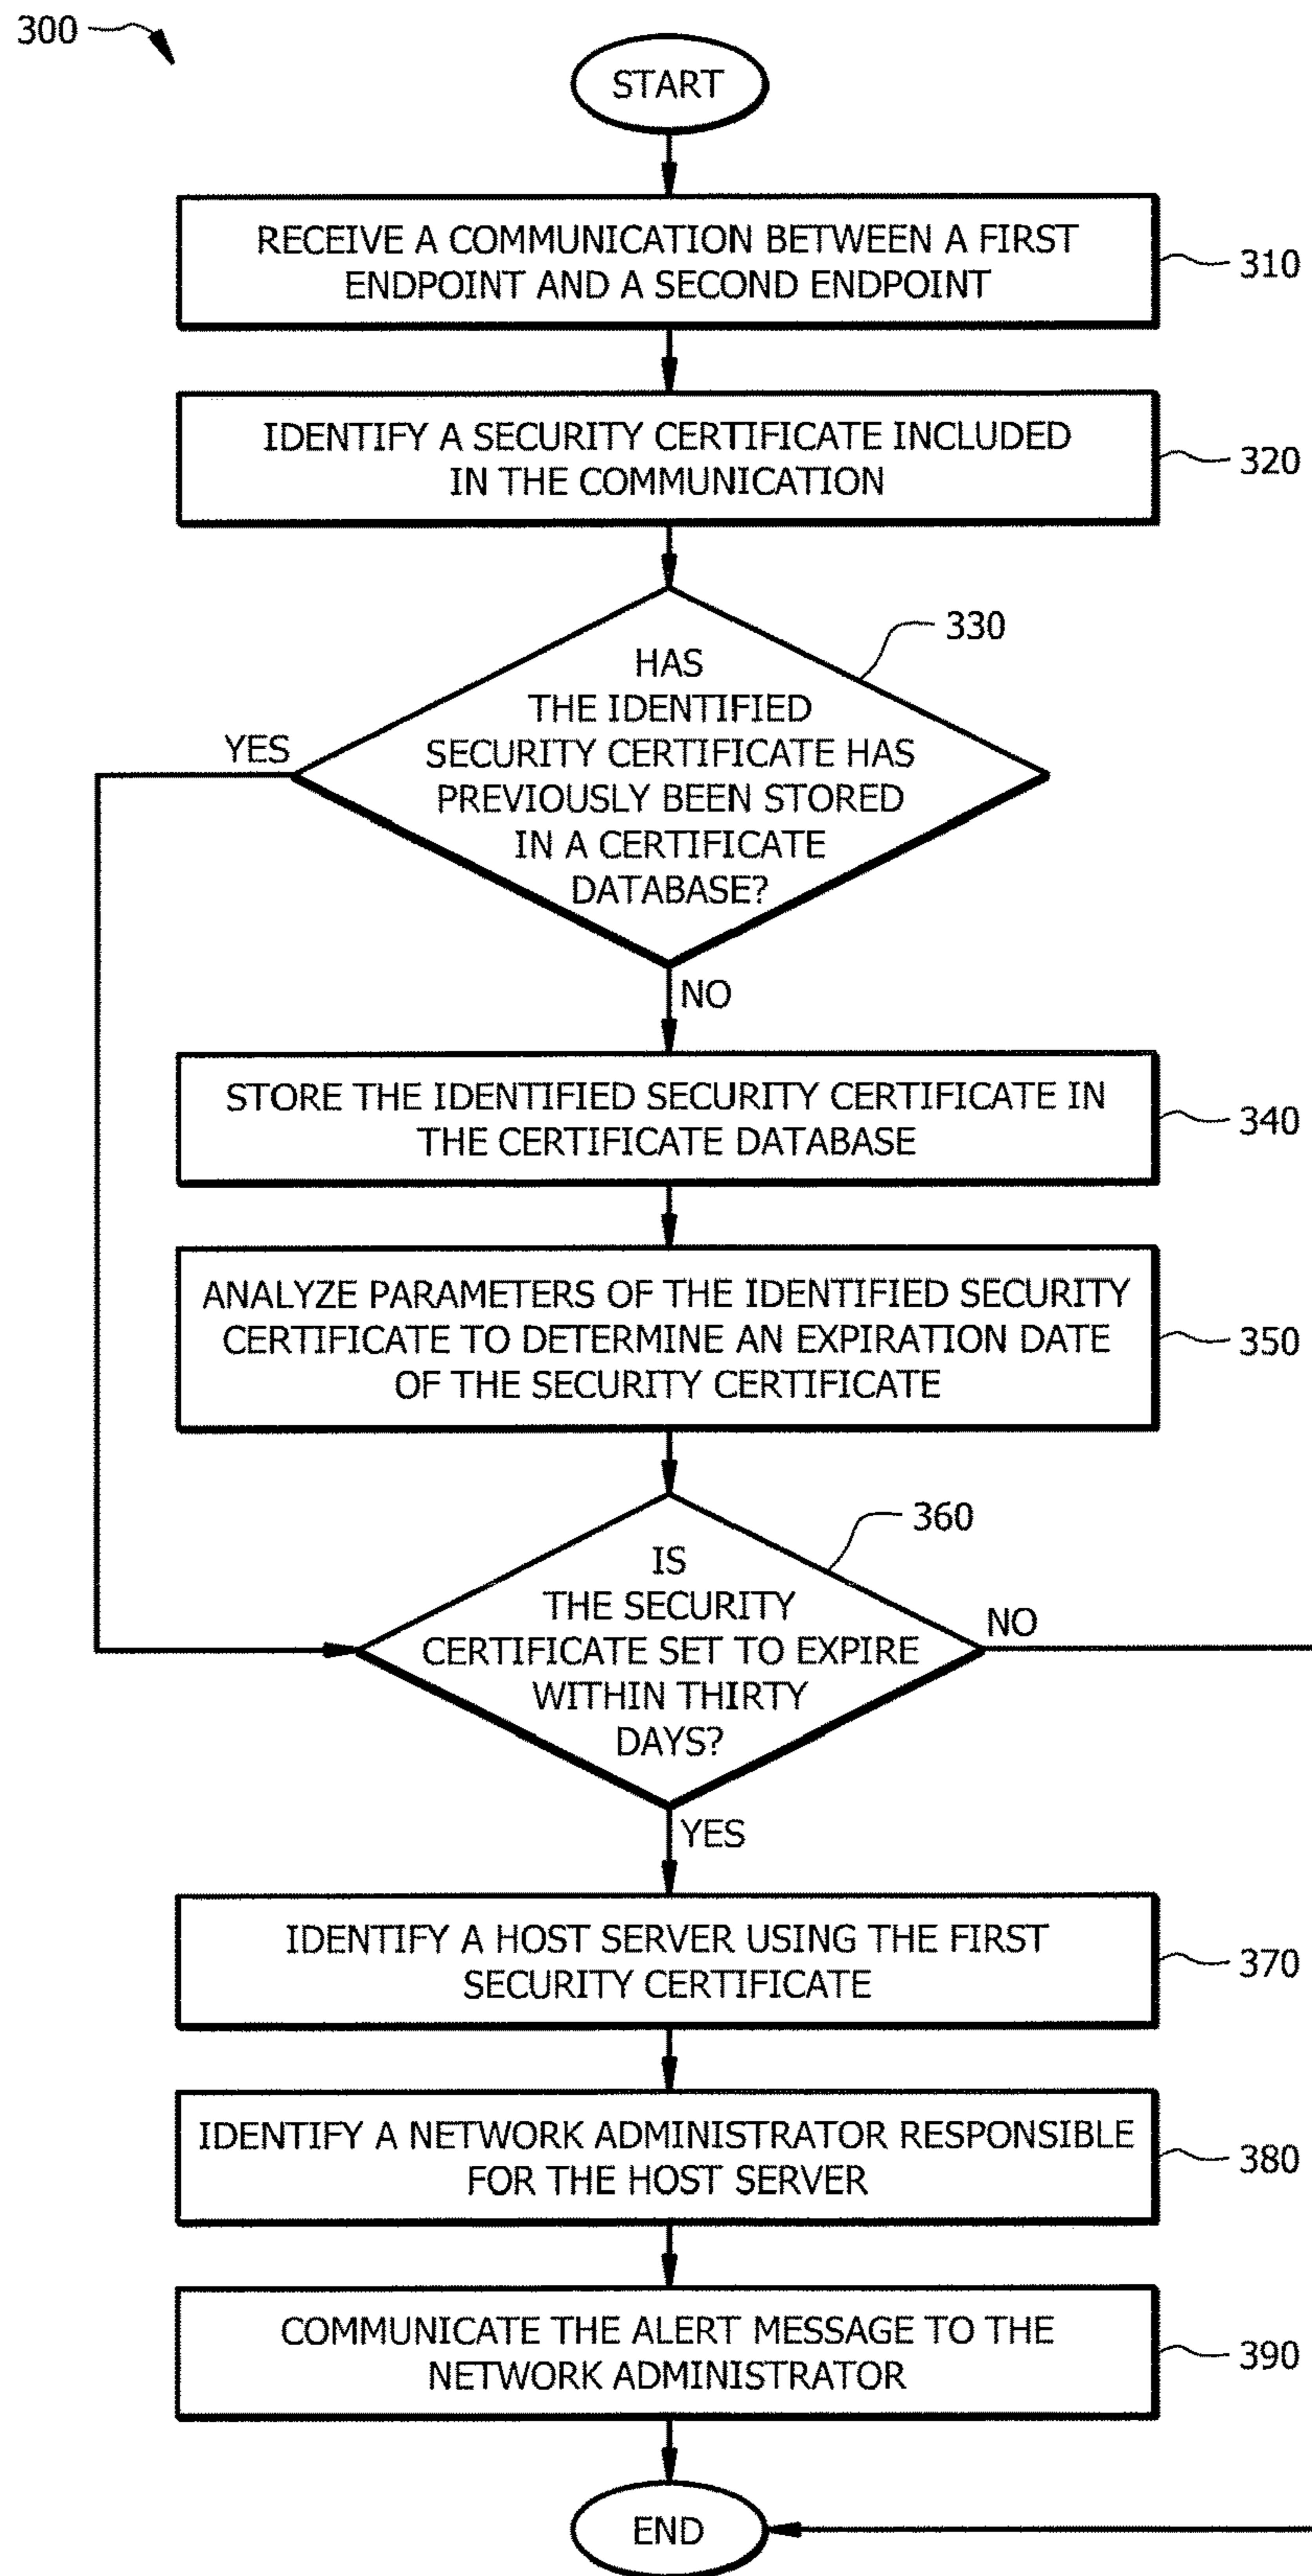 300
START
RECEIVE A COMMUNICATION BETWEEN A FIRST
ENDPOINT AND A SECOND ENDPOINT
310
IDENTIFY A SECURITY CERTIFICATE INCLUDED
IN THE COMMUNICATION
320
330
HAS
THE IDENTIFIED
SECURITY CERTIFICATE HAS
PREVIOUSLY BEEN STORED
IN A CERTIFICATE
DATABASE?
YES
NO
STORE THE IDENTIFIED SECURITY CERTIFICATE IN
THE CERTIFICATE DATABASE
340
ANALYZE PARAMETERS OF THE IDENTIFIED SECURITY
CERTIFICATE TO DETERMINE AN EXPIRATION DATE
OF THE SECURITY CERTIFICATE
350
360
IS
THE SECURITY
CERTIFICATE SET TO EXPIRE
WITHIN THIRTY
DAYS?
NO
YES
IDENTIFY A HOST SERVER USING THE FIRST
SECURITY CERTIFICATE
370
IDENTIFY A NETWORK ADMINISTRATOR RESPONSIBLE
FOR THE HOST SERVER
380
COMMUNICATE THE ALERT MESSAGE TO THE
NETWORK ADMINISTRATOR
390
END